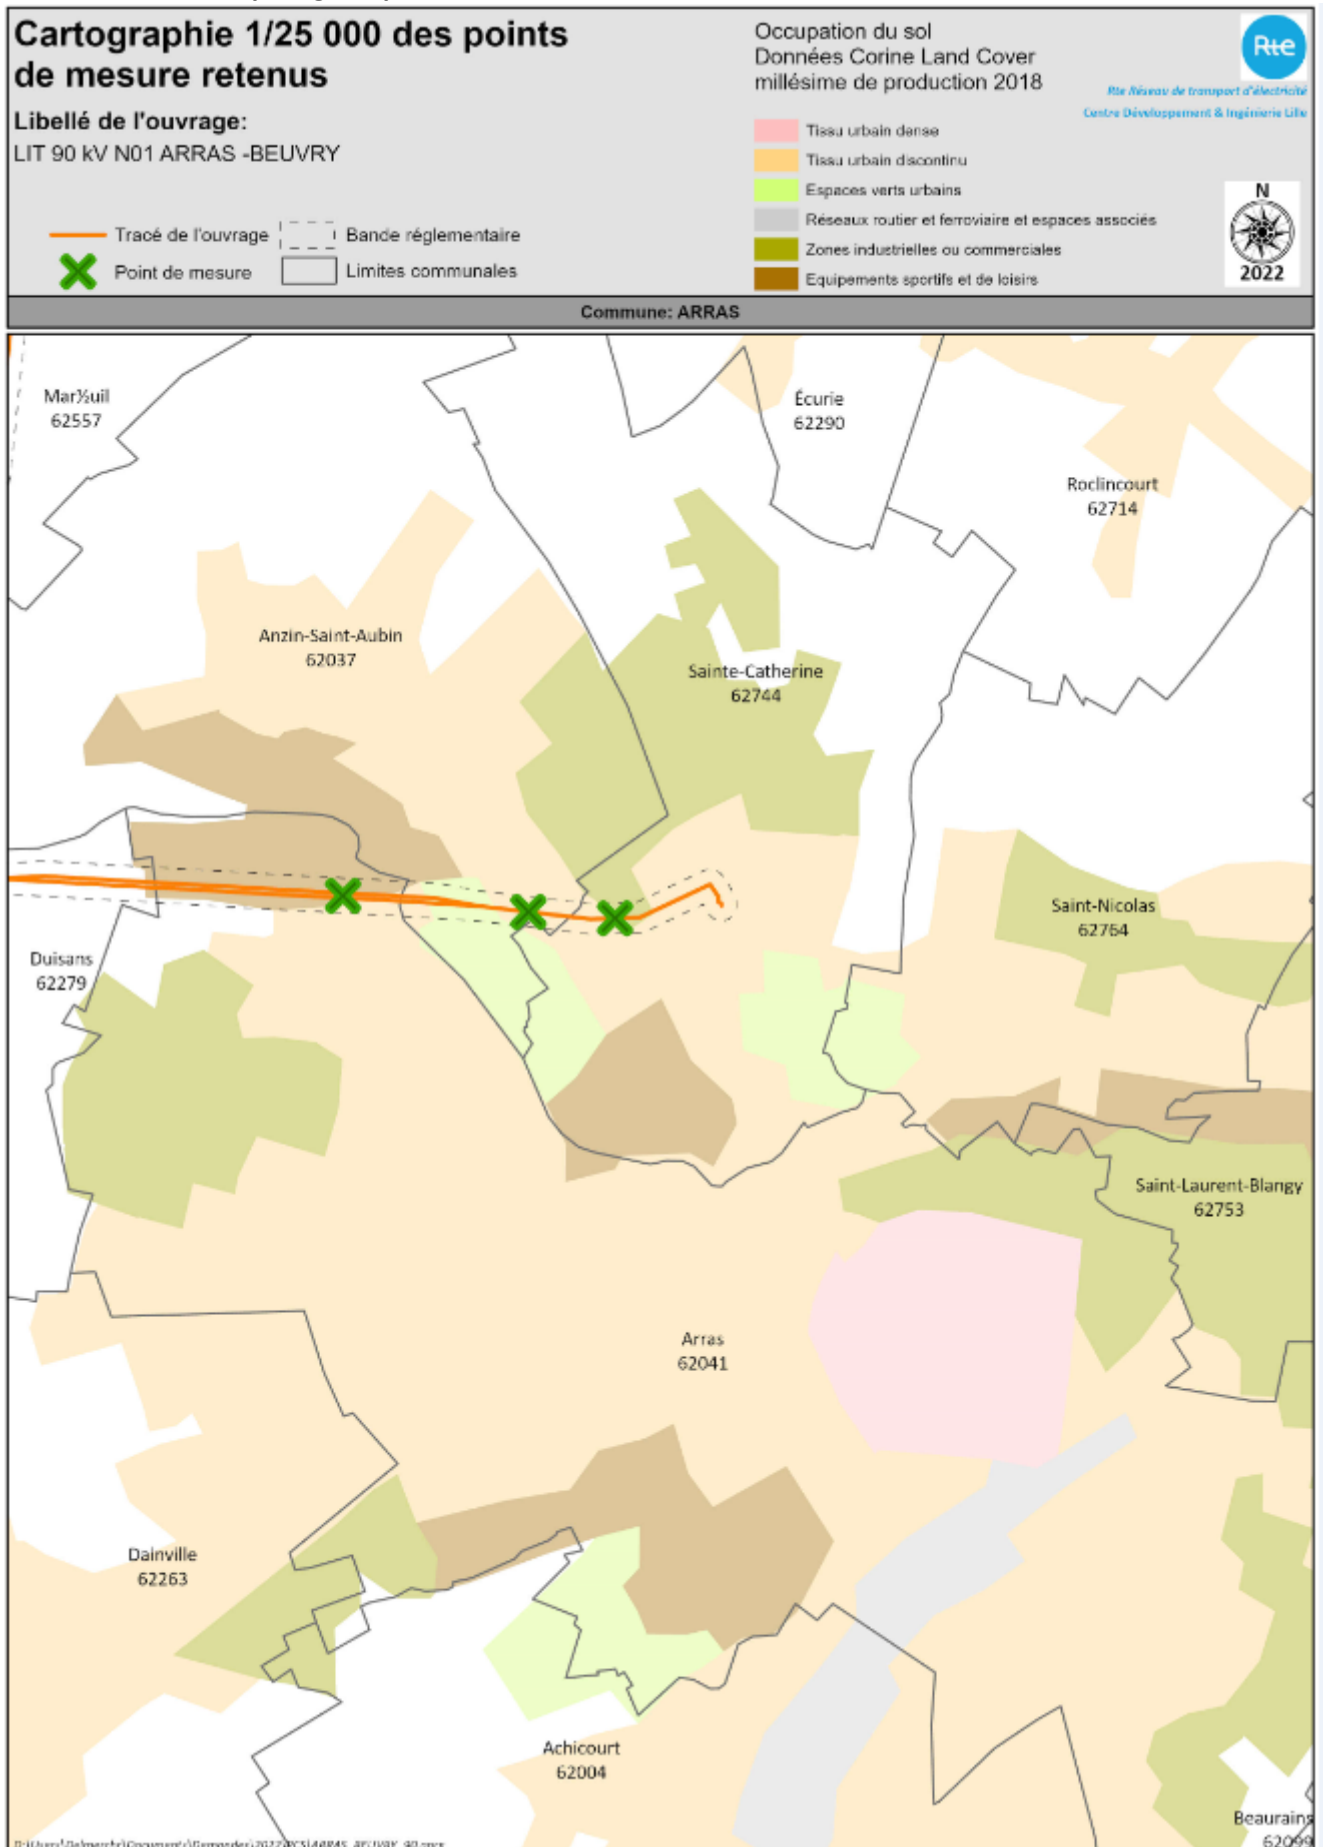 Cartographie 1/25 000 des points
de mesure retenus
Libellé de l'ouvrage:
LIT 90 kV N01 ARRAS -BEUVRY
Tracé de l'ouvrage
Bande réglementaire
Point de mesure
Limites communales
Occupation du sol
Données Corine Land Cover
millésime de production 2018
Tissu urbain dense
Tissu urbain discontinu
Espaces verts urbains
Réseaux routier et ferroviaire et espaces associés
Zones industrielles ou commerciales
Equipements sportifs et de loisirs
Rte
Rte Réseau de transport d'électricité
Centre Développement & Ingénierie Lille
N
2022
Commune: ARRAS
Mar½uil
62557
Écurie
62290
Roclincourt
62714
Anzin-Saint-Aubin
62037
Sainte-Catherine
62744
Saint-Nicolas
62764
Duisans
62279
Saint-Laurent-Blangy
62753
Arras
62041
Dainville
62263
Achicourt
62004
Beaurains
62099